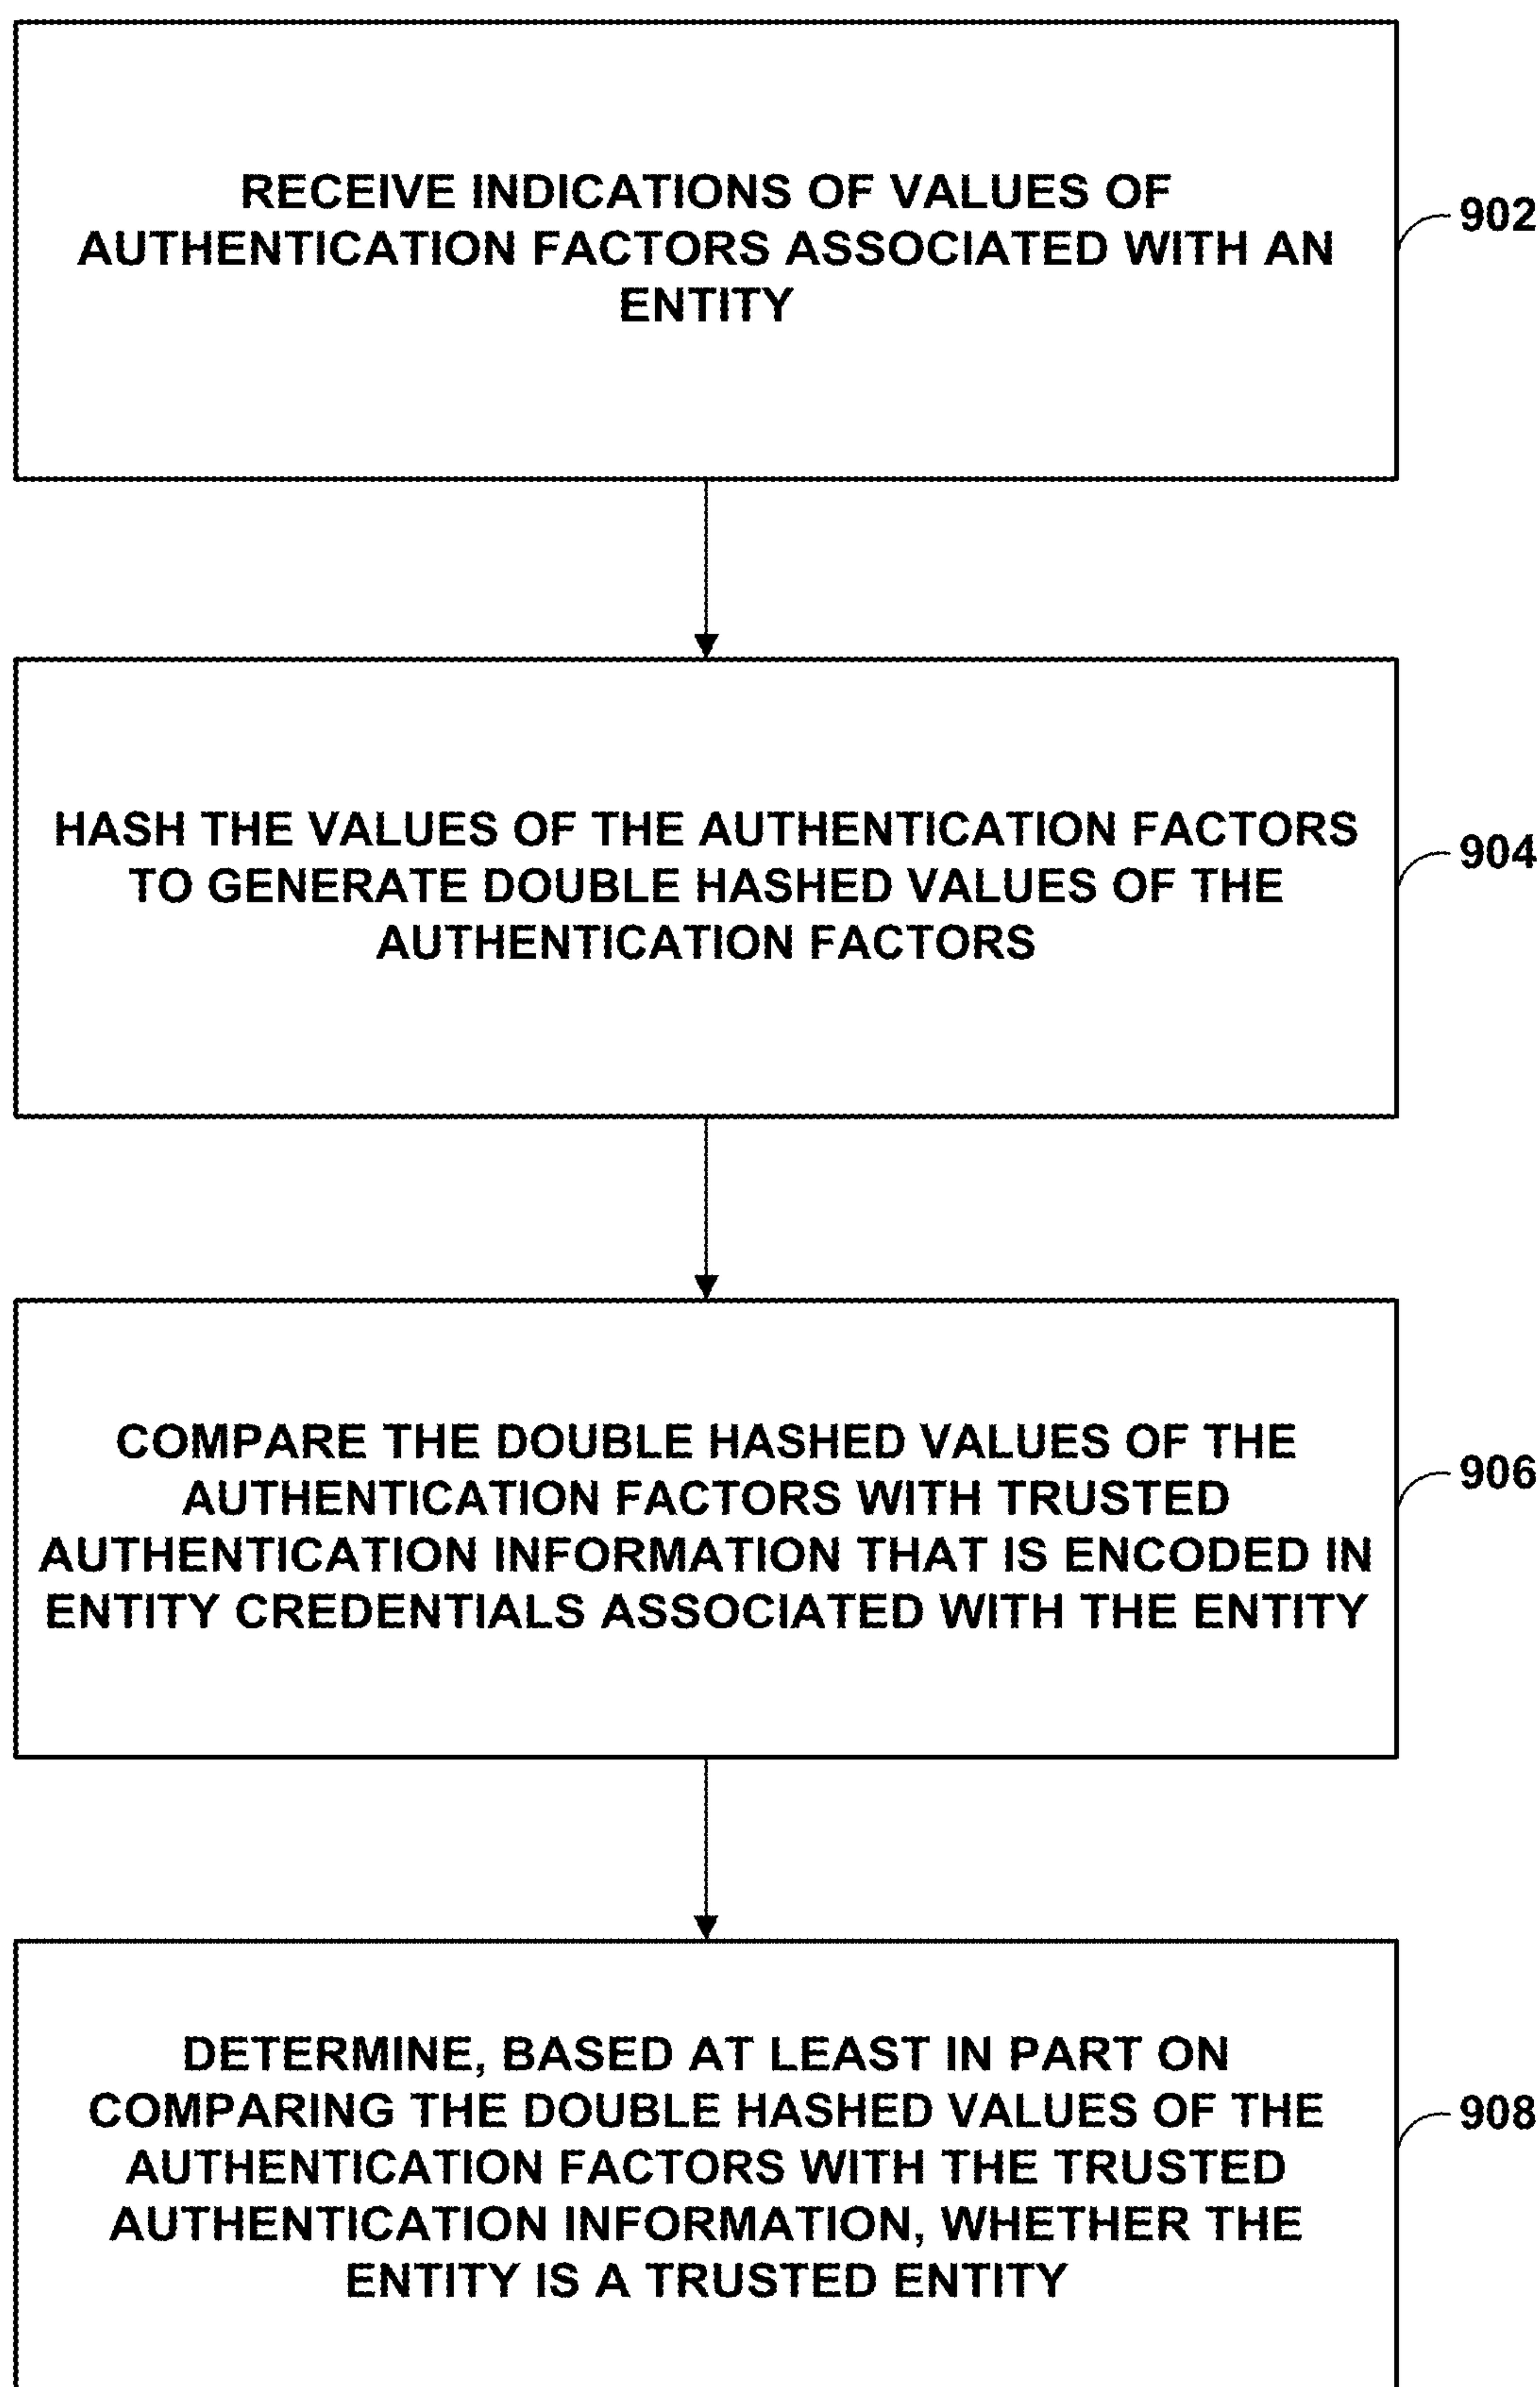 RECEIVE INDICATIONS OF VALUES OF
AUTHENTICATION FACTORS ASSOCIATED WITH AN
ENTITY
902
HASH THE VALUES OF THE AUTHENTICATION FACTORS
TO GENERATE DOUBLE HASHED VALUES OF THE
AUTHENTICATION FACTORS
904
COMPARE THE DOUBLE HASHED VALUES OF THE
AUTHENTICATION FACTORS WITH TRUSTED
AUTHENTICATION INFORMATION THAT IS ENCODED IN
ENTITY CREDENTIALS ASSOCIATED WITH THE ENTITY
906
DETERMINE, BASED AT LEAST IN PART ON
COMPARING THE DOUBLE HASHED VALUES OF THE
AUTHENTICATION FACTORS WITH THE TRUSTED
AUTHENTICATION INFORMATION, WHETHER THE
ENTITY IS A TRUSTED ENTITY
908